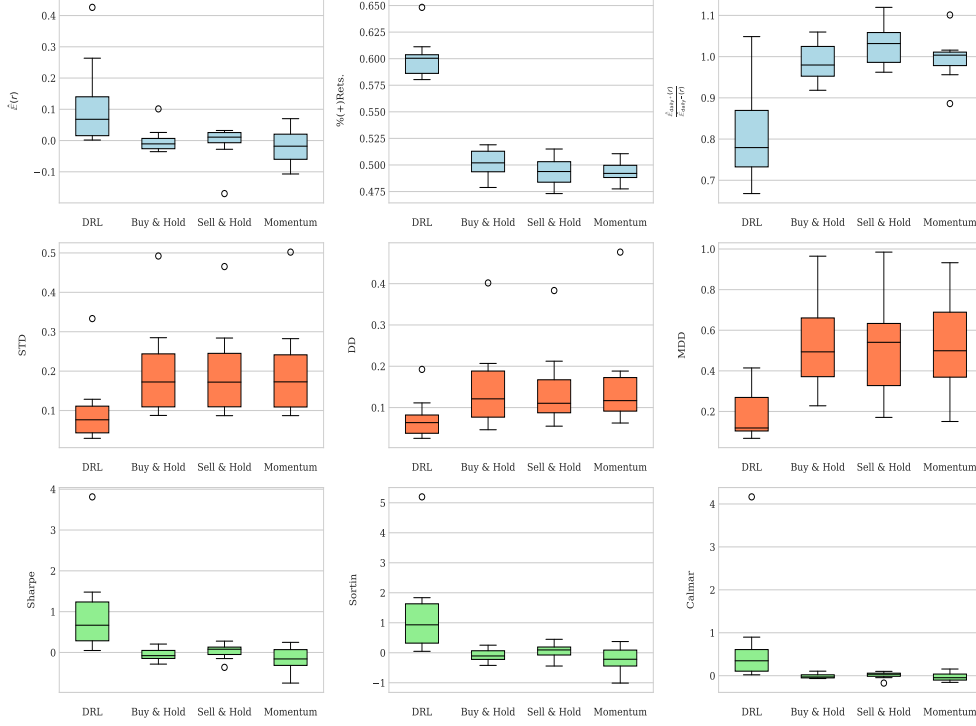 0.4
0.3
0.2
0.1
0.0
−0.1
Ê(r)
DRL Buy & Hold Sell & Hold Momentum
0.650
0.625
0.600
0.575
0.550
0.525
0.500
0.475
%(+)Rets.
DRL Buy & Hold Sell & Hold Momentum
1.1
1.0
0.9
0.8
0.7
DRL Buy & Hold Sell & Hold Momentum
0.5
0.4
0.3
0.2
0.1
STD
DRL Buy & Hold Sell & Hold Momentum
0.4
0.3
0.2
0.1
DD
DRL Buy & Hold Sell & Hold Momentum
1.0
0.8
0.6
0.4
0.2
MDD
DRL Buy & Hold Sell & Hold Momentum
4
3
2
1
0
Sharpe
DRL Buy & Hold Sell & Hold Momentum
5
4
3
2
1
0
−1
Sortin
DRL Buy & Hold Sell & Hold Momentum
4
3
2
1
0
Calmar
DRL Buy & Hold Sell & Hold Momentum